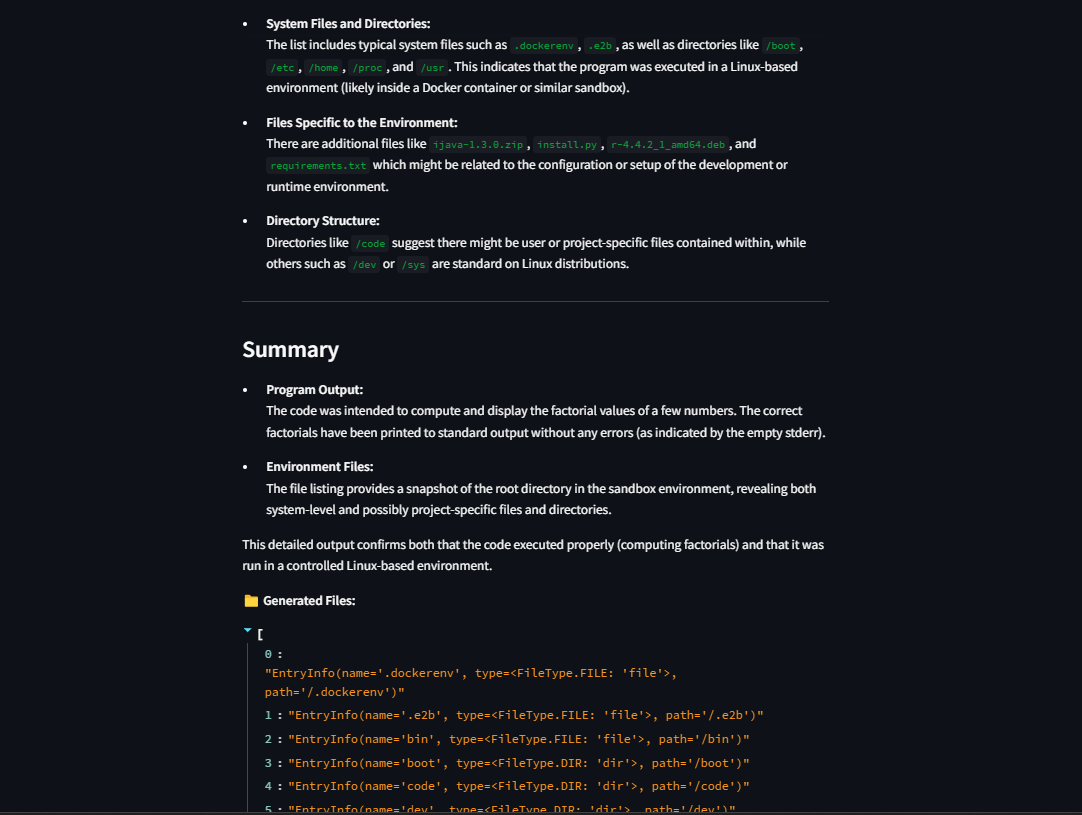 System Files and Directories:
The list includes typical system files such as .dockerenv, .e2b, as well as directories like /boot,
/etc, /home, /proc, and /usr. This indicates that the program was executed in a Linux-based
environment (likely inside a Docker container or similar sandbox).
Files Specific to the Environment:
There are additional files like ijava-1.3.0.zip, install.py, r-4.4.2_1_amd64.deb, and
requirements.txt which might be related to the configuration or setup of the development or
runtime environment.
Directory Structure:
Directories like /code suggest there might be user or project-specific files contained within, while
others such as /dev or /sys are standard on Linux distributions.
Summary
Program Output:
The code was intended to compute and display the factorial values of a few numbers. The correct
factorials have been printed to standard output without any errors (as indicated by the empty stderr).
Environment Files:
The file listing provides a snapshot of the root directory in the sandbox environment, revealing both
system-level and possibly project-specific files and directories.
This detailed output confirms both that the code executed properly (computing factorials) and that it was
run in a controlled Linux-based environment.
Generated Files:
[
0 :
"EntryInfo(name='.dockerenv', type=<FileType.FILE: 'file'>,
path='/.dockerenv')"
1 : "EntryInfo(name='.e2b', type=<FileType.FILE: 'file'>, path='/.e2b')"
2 : "EntryInfo(name='bin', type=<FileType.FILE: 'file'>, path='/bin')"
3 : "EntryInfo(name='boot', type=<FileType.DIR: 'dir'>, path='/boot')"
4 : "EntryInfo(name='code', type=<FileType.DIR: 'dir'>, path='/code')"
5 : "EntryInfo(name='dev', type=<FileType.DIR: 'dir'>, path='/dev')"